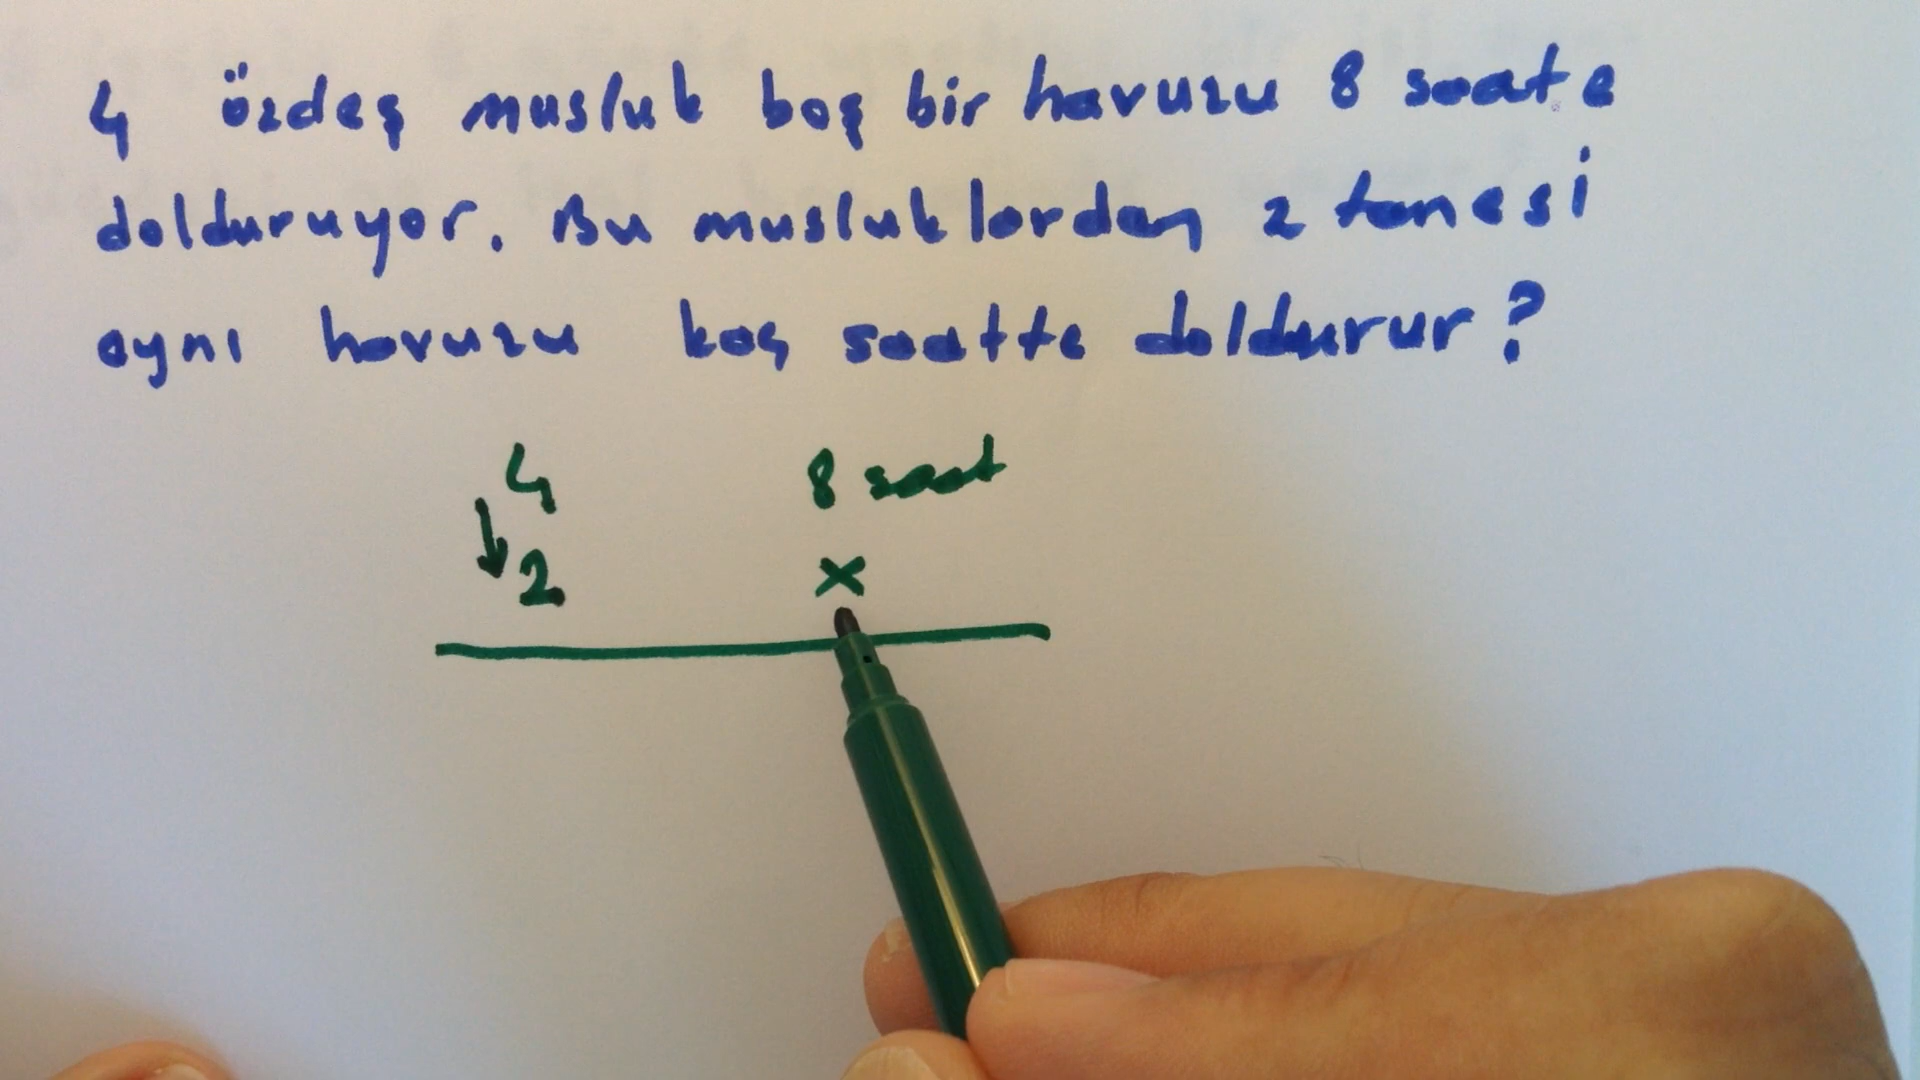 4 özdeş musluk boş bir havuzu 8 saate
dolduruyor. Bu musluklardan 2 tanesi
aynı havuzu kaç saatte doldurur?
4 8 saat
↓ 2 x